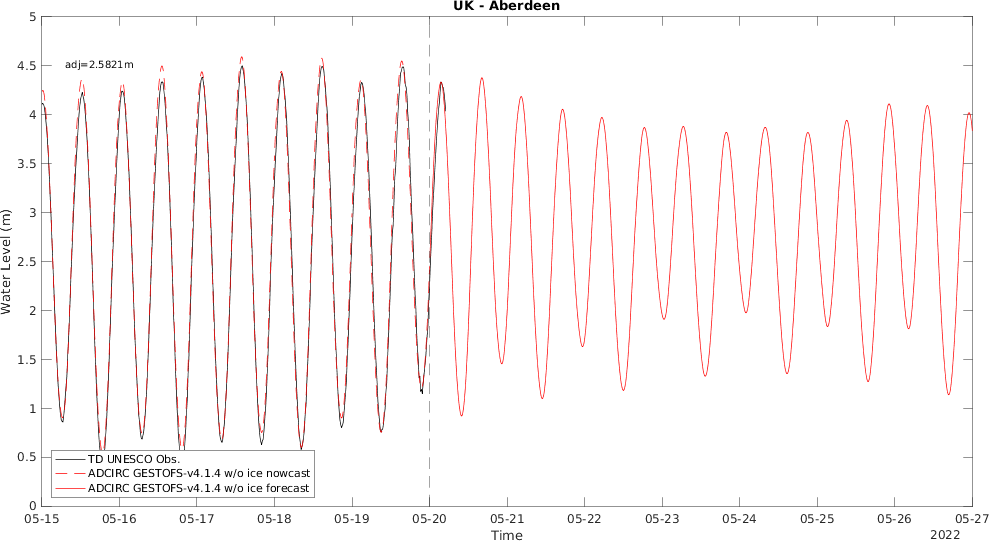 UK - Aberdeen
adj=2.5821m
Water Level (m)
5
4.5
4
3.5
3
2.5
2
1.5
1
0.5
0
TD UNESCO Obs.
ADCIRC GESTOFS-v4.1.4 w/o ice nowcast
ADCIRC GESTOFS-v4.1.4 w/o ice forecast
05-15 05-16 05-17 05-18 05-19 05-20 05-21 05-22 05-23 05-24 05-25 05-26 05-27
Time
2022